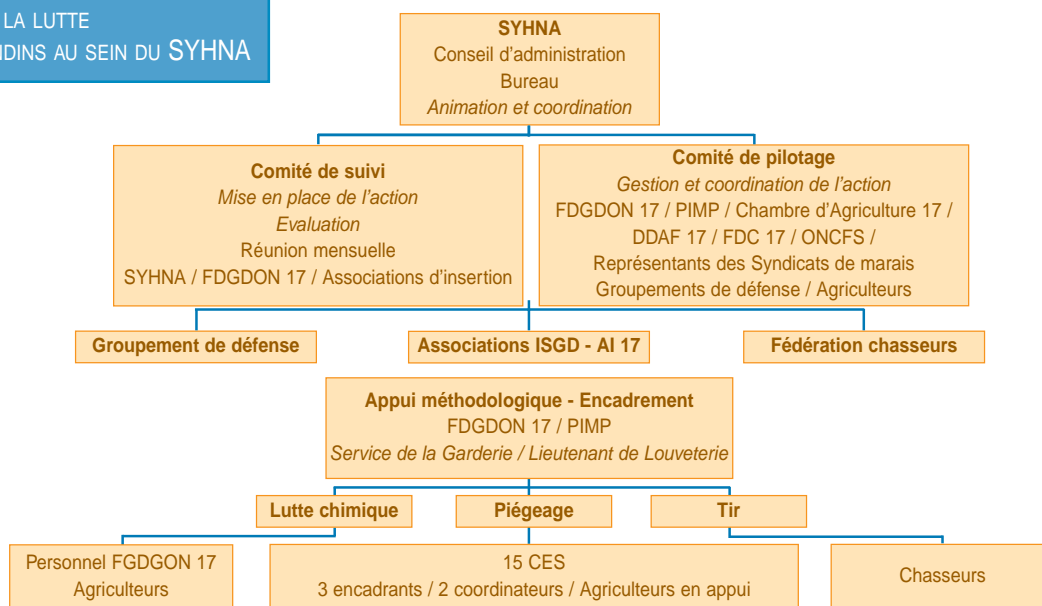 LA LUTTE
NDINS AU SEIN DU SYHNA
SYHNA
Conseil d'administration
Bureau
Animation et coordination
Comité de suivi
Mise en place de l'action
Evaluation
Réunion mensuelle
SYHNA / FDGDON 17 / Associations d'insertion
Comité de pilotage
Gestion et coordination de l'action
FDGDON 17 / PIMP / Chambre d'Agriculture 17 /
DDAF 17 / FDC 17 / ONCFS /
Représentants des Syndicats de marais
Groupements de défense / Agriculteurs
Groupement de défense
Associations ISGD - AI 17
Fédération chasseurs
Appui méthodologique - Encadrement
FDGDON 17 / PIMP
Service de la Garderie / Lieutenant de Louveterie
Lutte chimique
Piégeage
Tir
Personnel FGDGON 17
Agriculteurs
15 CES
3 encadrants / 2 coordinateurs / Agriculteurs en appui
Chasseurs